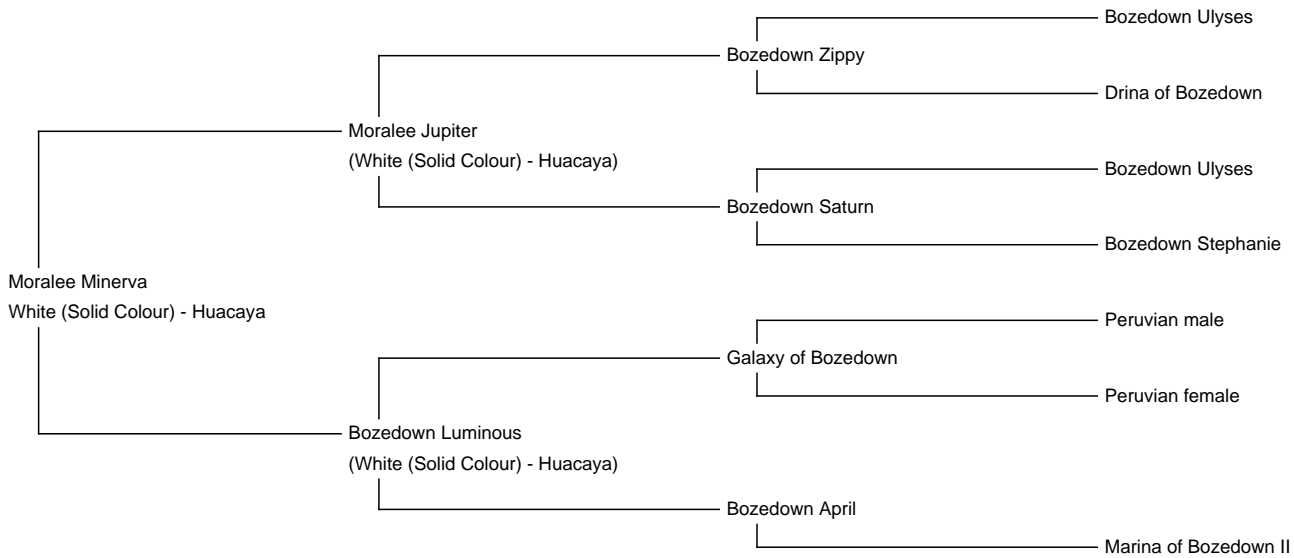 Bozedown Ulyses
Bozedown Zippy
Drina of Bozedown
Moralee Jupiter
(White (Solid Colour) - Huacaya)
Bozedown Ulyses
Bozedown Saturn
Bozedown Stephanie
Moralee Minerva
White (Solid Colour) - Huacaya
Peruvian male
Galaxy of Bozedown
Peruvian female
Bozedown Luminous
(White (Solid Colour) - Huacaya)
Bozedown April
Marina of Bozedown II